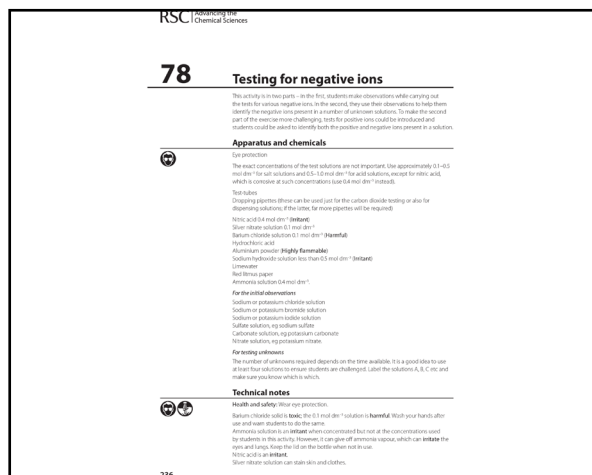 RSC Advancing the
Chemical Sciences
78 Testing for negative ions
This activity is in two parts – in the first, students make observations while carrying out
the tests for various negative ions. In the second, they use their observations to help them
identify the negative ions present in a number of unknown solutions. To make the second
part of the exercise more challenging, tests for positive ions could be introduced and
students could be asked to identify both the positive and negative ions present in a solution.
Apparatus and chemicals
Eye protection
The exact concentrations of the test solutions are not important. Use approximately 0.1–0.5
mol dm⁻³ for salt solutions and 0.5–1.0 mol dm⁻³ for acid solutions, except for nitric acid,
which is corrosive at such concentrations (use 0.4 mol dm⁻³ instead).
Test-tubes
Dropping pipettes (these can be used just for the carbon dioxide testing or also for
dispensing solutions; if the latter, far more pipettes will be required)
Nitric acid 0.4 mol dm⁻³ (Irritant)
Silver nitrate solution 0.1 mol dm⁻³
Barium chloride solution 0.1 mol dm⁻³ (Harmful)
Hydrochloric acid
Aluminium powder (Highly flammable)
Sodium hydroxide solution less than 0.5 mol dm⁻³ (Irritant)
Limewater
Red litmus paper
Ammonia solution 0.4 mol dm⁻³.
For the initial observations
Sodium or potassium chloride solution
Sodium or potassium bromide solution
Sodium or potassium iodide solution
Sulfate solution, eg sodium sulfate
Carbonate solution, eg potassium carbonate
Nitrate solution, eg potassium nitrate.
For testing unknowns
The number of unknowns required depends on the time available. It is a good idea to use
at least four solutions to ensure students are challenged. Label the solutions A, B, C etc and
make sure you know which is which.
Technical notes
Health and safety: Wear eye protection.
Barium chloride solid is toxic; the 0.1 mol dm⁻³ solution is harmful. Wash your hands after
use and warn students to do the same.
Ammonia solution is an irritant when concentrated but not at the concentrations used
by students in this activity. However, it can give off ammonia vapour, which can irritate the
eyes and lungs. Keep the lid on the bottle when not in use.
Nitric acid is an irritant.
Silver nitrate solution can stain skin and clothes.
236